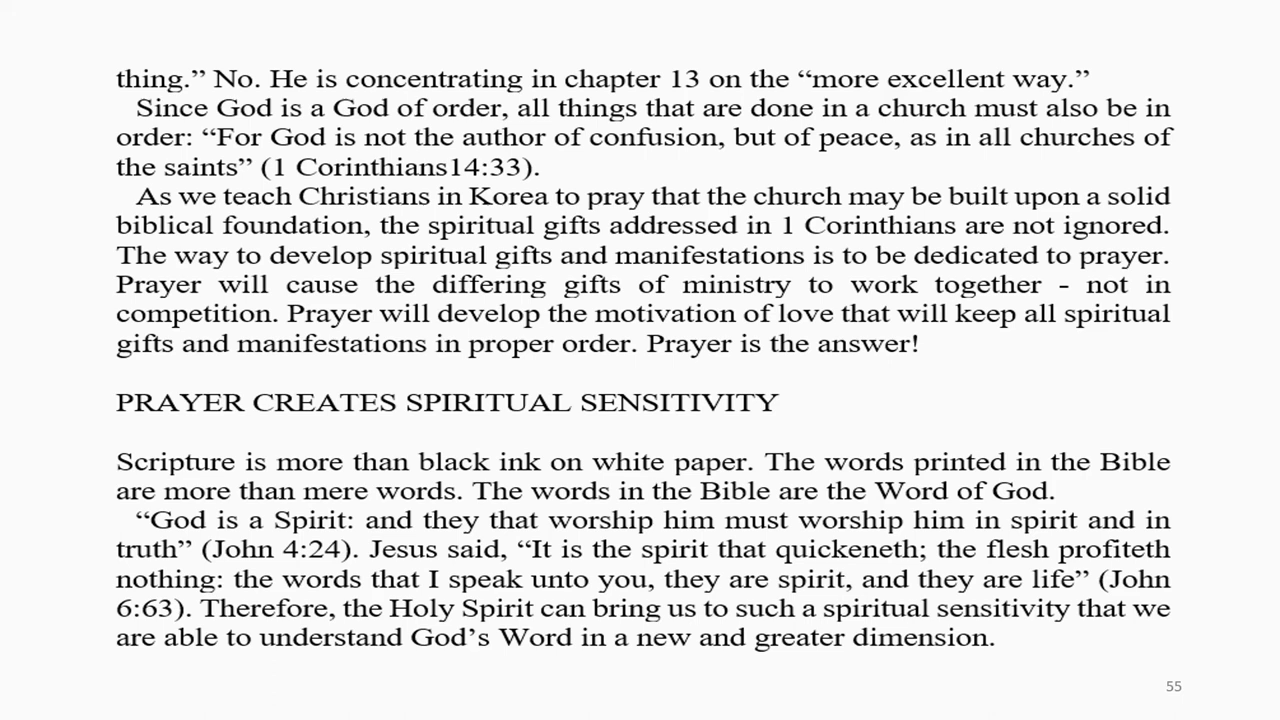 thing.” No. He is concentrating in chapter 13 on the “more excellent way.”
Since God is a God of order, all things that are done in a church must also be in
order: “For God is not the author of confusion, but of peace, as in all churches of
the saints” (1 Corinthians14:33).
As we teach Christians in Korea to pray that the church may be built upon a solid
biblical foundation, the spiritual gifts addressed in 1 Corinthians are not ignored.
The way to develop spiritual gifts and manifestations is to be dedicated to prayer.
Prayer will cause the differing gifts of ministry to work together - not in
competition. Prayer will develop the motivation of love that will keep all spiritual
gifts and manifestations in proper order. Prayer is the answer!
PRAYER CREATES SPIRITUAL SENSITIVITY
Scripture is more than black ink on white paper. The words printed in the Bible
are more than mere words. The words in the Bible are the Word of God.
“God is a Spirit: and they that worship him must worship him in spirit and in
truth” (John 4:24). Jesus said, “It is the spirit that quickeneth; the flesh profiteth
nothing: the words that I speak unto you, they are spirit, and they are life” (John
6:63). Therefore, the Holy Spirit can bring us to such a spiritual sensitivity that we
are able to understand God’s Word in a new and greater dimension.
55